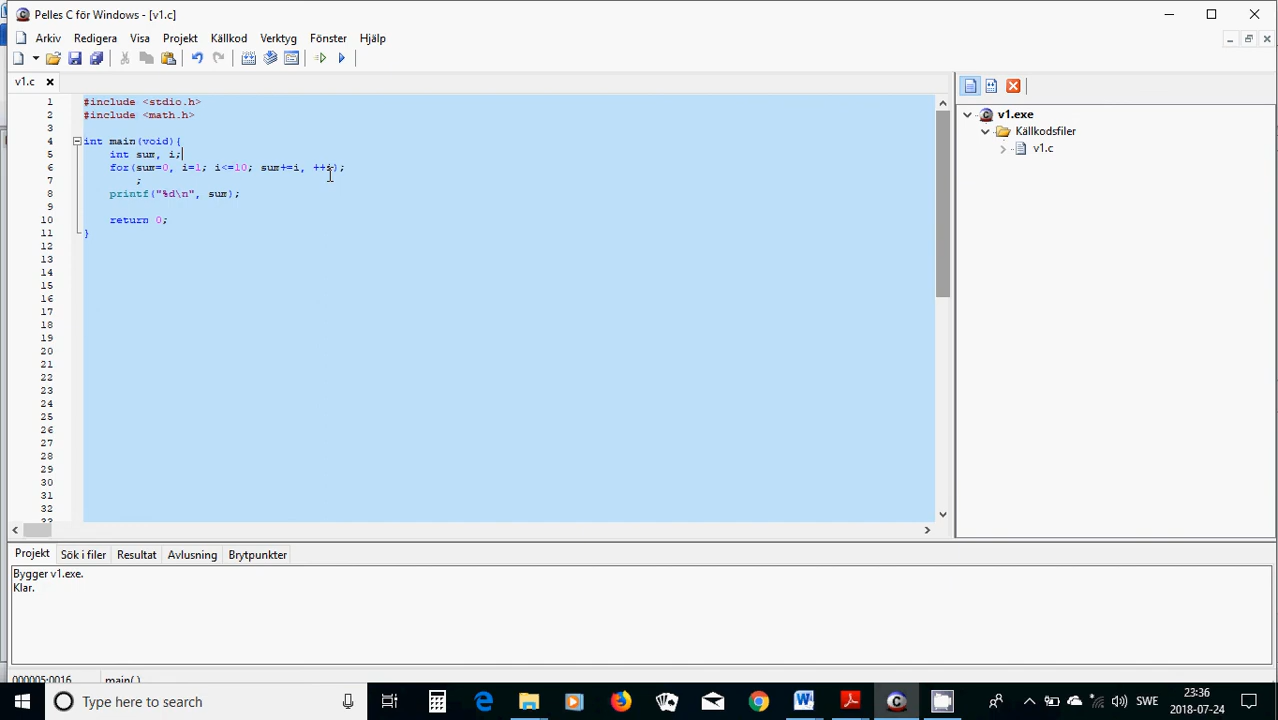 Pelles C för Windows - [v1.c]
Arkiv Redigera Visa Projekt Källkod Verktyg Fönster Hjälp
v1.c
1 #include <stdio.h>
2 #include <math.h>
3
4 int main(void){
5 int sum, i;
6 for(sum=0, i=1; i<=10; sum+=i, ++i);
7 ;
8 printf("%d\n", sum);
9
10 return 0;
11 }
12
13
14
15
16
17
18
19
20
21
22
23
24
25
26
27
28
29
30
31
32
33
v1.exe
Källkodsfiler
v1.c
Projekt Sök i filer Resultat Avlusning Brytpunkter
Bygger v1.exe.
Klar.
000005:0016 main( )
Type here to search
SWE
23:36
2018-07-24